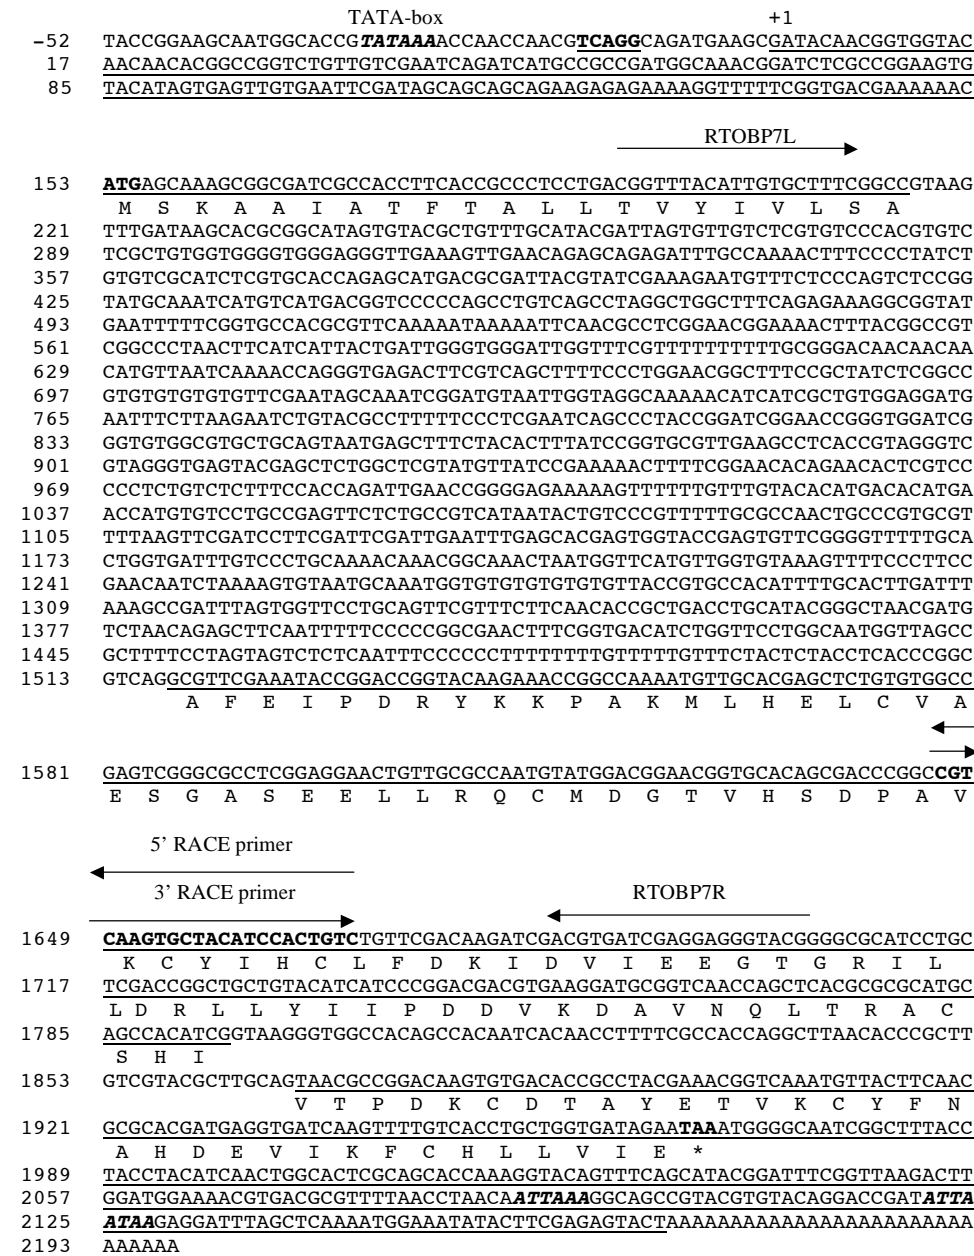 TATA-box +1
-52 TACCGGAAGCAATGGCACCGTATAAAACCAACCAACGTCAGGCAGATGAAGCGATACAACGGTGGTAC
17 AACAACACGGCCGGTCTGTTGTCGAATCAGATCATGCCGCCGATGGCAAACGGATCTCGCCGGAAGTG
85 TACATAGTGAGTTGTGAATTCGATAGCAGCAGCAGAAGAGAGAAAAGGTTTTTCGGTGACGAAAAAAC
RTOBP7L
153 ATGAGCAAAGCGGCGATCGCCACCTTCACCGCCCTCCTGACGGTTTACATTGTGCTTTCGGCCGTAAG
M S K A A I A T F T A L L T V Y I V L S A
221 TTTGATAAGCACGCGGCATAGTGTACGCTGTTTGCATACGATTAGTGTTGTCTCGTGTCCCACGTGTC
289 TCGCTGTGGTGGGGTGGGAGGGTTGAAAGTTGAACAGAGCAGAGATTTGCCAAAACTTTCCCCTATCT
357 GTGTCGCATCTCGTGCACCAGAGCATGACGCGATTACGTATCGAAAGAATGTTTCTCCCAGTCTCCGG
425 TATGCAAATCATGTCATGACGGTCCCCCAGCCTGTCAGCCTAGGCTGGCTTTCAGAGAAAGGCGGTAT
493 GAATTTTTCGGTGCCACGCGTTCAAAAATAAAAATTCAACGCCTCGGAACGGAAAACTTTACGGCCGT
561 CGGCCCTAACTTCATCATTACTGATTGGGTGGGATTGGTTTCGTTTTTTTTTTGCGGGACAACAACAA
629 CATGTTAATCAAAACCAGGGTGAGACTTCGTCAGCTTTTCCCTGGAACGGCTTTCCGCTATCTCGGCC
697 GTGTGTGTGTGTTCGAATAGCAAATCGGATGTAATTGGTAGGCAAAAACATCATCGCTGTGGAGGATG
765 AATTTCTTAAGAATCTGTACGCCTTTTTCCCTCGAATCAGCCCTACCGGATCGGAACCGGGTGGATCG
833 GGTGTGGCGTGCTGCAGTAATGAGCTTTCTACACTTTATCCGGTGCGTTGAAGCCTCACCGTAGGGTC
901 GTAGGGTGAGTACGAGCTCTGGCTCGTATGTTATCCGAAAAACTTTTCGGAACACAGAACACTCGTCC
969 CCCTCTGTCTCTTTCCACCAGATTGAACCGGGGAGAAAAAGTTTTTTGTTTGTACACATGACACATGA
1037 ACCATGTGTCCTGCCGAGTTCTCTGCCGTCATAATACTGTCCCGTTTTTGCGCCAACTGCCCGTGCGT
1105 TTTAAGTTCGATCCTTCGATTCGATTGAATTTGAGCACGAGTGGTACCGAGTGTTCGGGGTTTTTGCA
1173 CTGGTGATTTGTCCCTGCAAAACAAACGGCAAACTAATGGTTCATGTTGGTGTAAAGTTTTCCCTTCC
1241 GAACAATCTAAAAGTGTAATGCAAATGGTGTGTGTGTGTGTTACCGTGCCACATTTTGCACTTGATTT
1309 AAAGCCGATTTAGTGGTTCCTGCAGTTCGTTTCTTCAACACCGCTGACCTGCATACGGGCTAACGATG
1377 TCTAACAGAGCTTCAATTTTTCCCCCGGCGAACTTTCGGTGACATCTGGTTCCTGGCAATGGTTAGCC
1445 GCTTTTCCTAGTAGTCTCTCAATTTCCCCCCTTTTTTTTGTTTTTGTTTCTACTCTACCTCACCCGGC
1513 GTCAGGCGTTCGAAATACCGGACCGGTACAAGAAACCGGCCAAAATGTTGCACGAGCTCTGTGTGGCC
A F E I P D R Y K K P A K M L H E L C V A
1581 GAGTCGGGCGCCTCGGAGGAACTGTTGCGCCAATGTATGGACGGAACGGTGCACAGCGACCCGGCCGT
E S G A S E E L L R Q C M D G T V H S D P A V
5’ RACE primer
3’ RACE primer RTOBP7R
1649 CAAGTGCTACATCCACTGTCTGTTCGACAAGATCGACGTGATCGAGGAGGGTACGGGGCGCATCCTGC
K C Y I H C L F D K I D V I E E G T G R I L
1717 TCGACCGGCTGCTGTACATCATCCCGGACGACGTGAAGGATGCGGTCAACCAGCTCACGCGCGCATGC
L D R L L Y I I P D D V K D A V N Q L T R A C
1785 AGCCACATCGGTAAGGGTGGCCACAGCCACAATCACAACCTTTTCGCCACCAGGCTTAACACCCGCTT
S H I
1853 GTCGTACGCTTGCAGTAACGCCGGACAAGTGTGACACCGCCTACGAAACGGTCAAATGTTACTTCAAC
V T P D K C D T A Y E T V K C Y F N
1921 GCGCACGATGAGGTGATCAAGTTTTGTCACCTGCTGGTGATAGAATAAATGGGGCAATCGGCTTTACC
A H D E V I K F C H L L V I E *
1989 TACCTACATCAACTGGCACTCGCAGCACCAAAGGTACAGTTTCAGCATACGGATTTCGGTTAAGACTT
2057 GGATGGAAAACGTGACGCGTTTTAACCTAACAATTAAAGGCAGCCGTACGTGTACAGGACCGATATTA
2125 ATAAGAGGATTTAGCTCAAAATGGAAATATACTTCGAGAGTACTAAAAAAAAAAAAAAAAAAAAAAAA
2193 AAAAAA